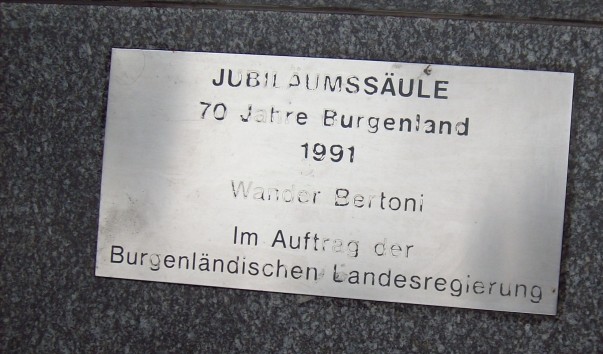 JUBILÄUMSSÄULE
70 Jahre Burgenland
1991
Wander Bertoni
Im Auftrag der
Burgenländischen Landesregierung